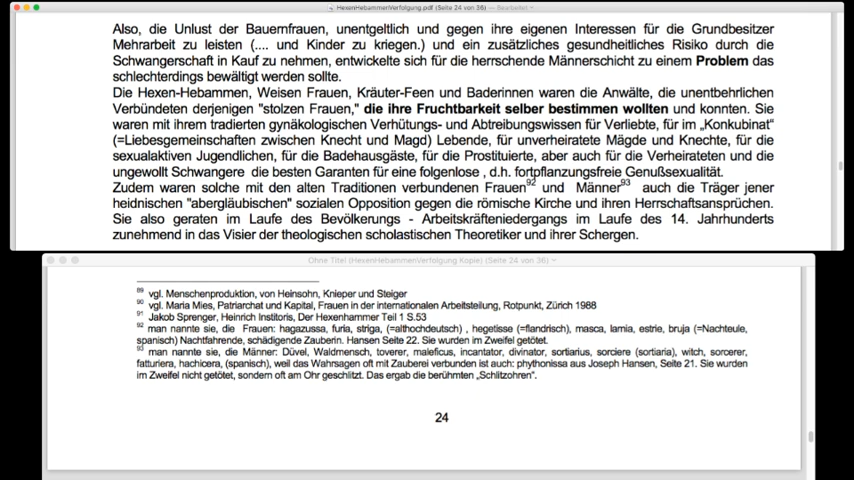 HexenHebammenVerfolgung.pdf (Seite 24 von 36) — Bearbeitet
Also, die Unlust der Bauernfrauen, unentgeltlich und gegen ihre eigenen Interessen für die Grundbesitzer
Mehrarbeit zu leisten (.... und Kinder zu kriegen.) und ein zusätzliches gesundheitliches Risiko durch die
Schwangerschaft in Kauf zu nehmen, entwickelte sich für die herrschende Männerschicht zu einem Problem das
schlechterdings bewältigt werden sollte.
Die Hexen-Hebammen, Weisen Frauen, Kräuter-Feen und Baderinnen waren die Anwälte, die unentbehrlichen
Verbündeten derjenigen "stolzen Frauen," die ihre Fruchtbarkeit selber bestimmen wollten und konnten. Sie
waren mit ihrem tradierten gynäkologischen Verhütungs- und Abtreibungswissen für Verliebte, für im „Konkubinat"
(=Liebesgemeinschaften zwischen Knecht und Magd) Lebende, für unverheiratete Mägde und Knechte, für die
sexualaktiven Jugendlichen, für die Badehausgäste, für die Prostituierte, aber auch für die Verheirateten und die
ungewollt Schwangere die besten Garanten für eine folgenlose , d.h. fortpflanzungsfreie Genußsexualität.
Zudem waren solche mit den alten Traditionen verbundenen Frauen92 und Männer93 auch die Träger jener
heidnischen "abergläubischen" sozialen Opposition gegen die römische Kirche und ihren Herrschaftsansprüchen.
Sie also geraten im Laufe des Bevölkerungs - Arbeitskräfteniedergangs im Laufe des 14. Jahrhunderts
zunehmend in das Visier der theologischen scholastischen Theoretiker und ihrer Schergen.
Ohne Titel (HexenHebammenVerfolgung Kopie) (Seite 24 von 36)
89 vgl. Menschenproduktion, von Heinsohn, Knieper und Steiger
90 vgl. Maria Mies, Patriarchat und Kapital, Frauen in der internationalen Arbeitsteilung, Rotpunkt, Zürich 1988
91 Jakob Sprenger, Heinrich Institoris, Der Hexenhammer Teil 1 S.53
92 man nannte sie, die Frauen: hagazussa, furia, striga, (=althochdeutsch) , hegetisse (=flandrisch), masca, lamia, estrie, bruja (=Nachteule,
spanisch) Nachtfahrende, schädigende Zauberin. Hansen Seite 22. Sie wurden im Zweifel getötet.
93 man nannte sie, die Männer: Düvel, Waldmensch, toverer, maleficus, incantator, divinator, sortiarius, sorciere (sortiaria), witch, sorcerer,
fatturiera, hachicera, (spanisch), weil das Wahrsagen oft mit Zauberei verbunden ist auch: phythonissa aus Joseph Hansen, Seite 21. Sie wurden
im Zweifel nicht getötet, sondern oft am Ohr geschlitzt. Das ergab die berühmten „Schlitzohren".
24